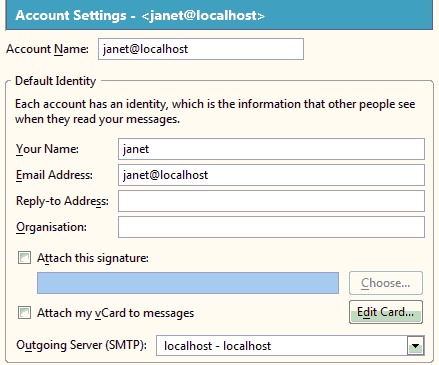 Account Settings - <janet@localhost>
Account Name: janet@localhost
Default Identity
Each account has an identity, which is the information that other people see
when they read your messages.
Your Name: janet
Email Address: janet@localhost
Reply-to Address:
Organisation:
Attach this signature:
Choose...
Attach my vCard to messages Edit Card...
Outgoing Server (SMTP): localhost - localhost